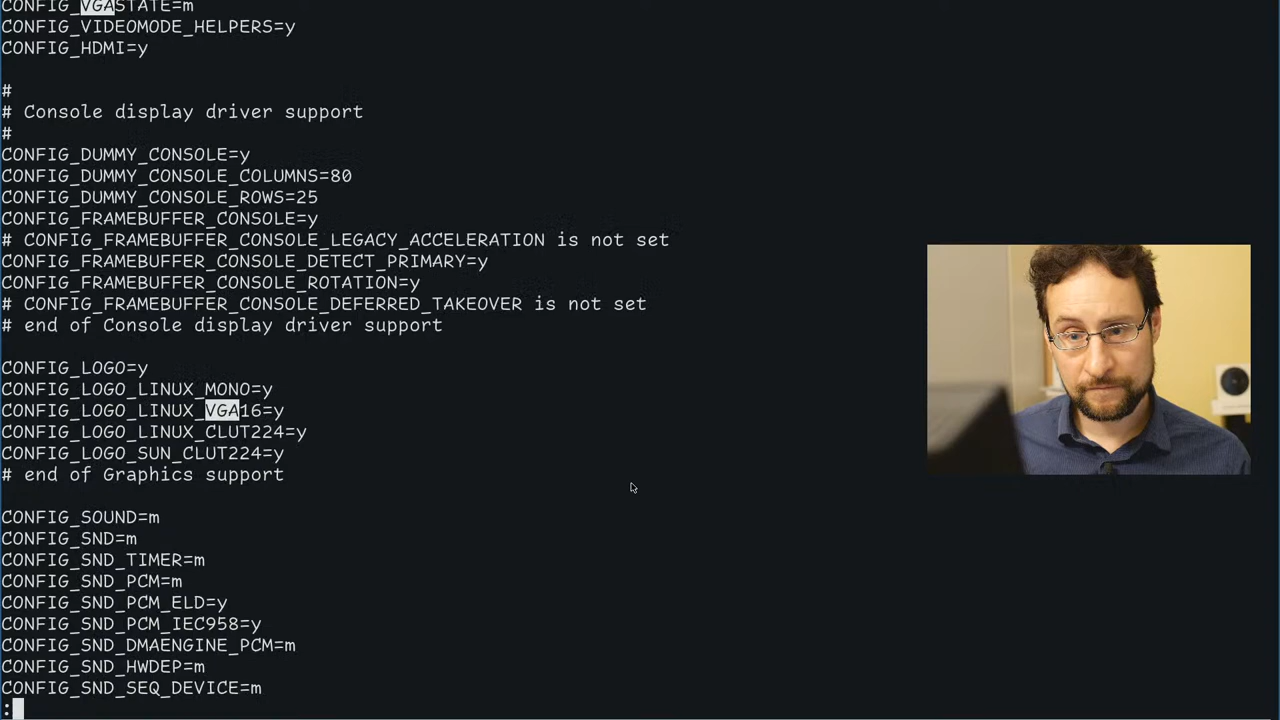 CONFIG_VGASTATE=m
CONFIG_VIDEOMODE_HELPERS=y
CONFIG_HDMI=y
#
# Console display driver support
#
CONFIG_DUMMY_CONSOLE=y
CONFIG_DUMMY_CONSOLE_COLUMNS=80
CONFIG_DUMMY_CONSOLE_ROWS=25
CONFIG_FRAMEBUFFER_CONSOLE=y
# CONFIG_FRAMEBUFFER_CONSOLE_LEGACY_ACCELERATION is not set
CONFIG_FRAMEBUFFER_CONSOLE_DETECT_PRIMARY=y
CONFIG_FRAMEBUFFER_CONSOLE_ROTATION=y
# CONFIG_FRAMEBUFFER_CONSOLE_DEFERRED_TAKEOVER is not set
# end of Console display driver support
CONFIG_LOGO=y
CONFIG_LOGO_LINUX_MONO=y
CONFIG_LOGO_LINUX_VGA16=y
CONFIG_LOGO_LINUX_CLUT224=y
CONFIG_LOGO_SUN_CLUT224=y
# end of Graphics support
CONFIG_SOUND=m
CONFIG_SND=m
CONFIG_SND_TIMER=m
CONFIG_SND_PCM=m
CONFIG_SND_PCM_ELD=y
CONFIG_SND_PCM_IEC958=y
CONFIG_SND_DMAENGINE_PCM=m
CONFIG_SND_HWDEP=m
CONFIG_SND_SEQ_DEVICE=m
: